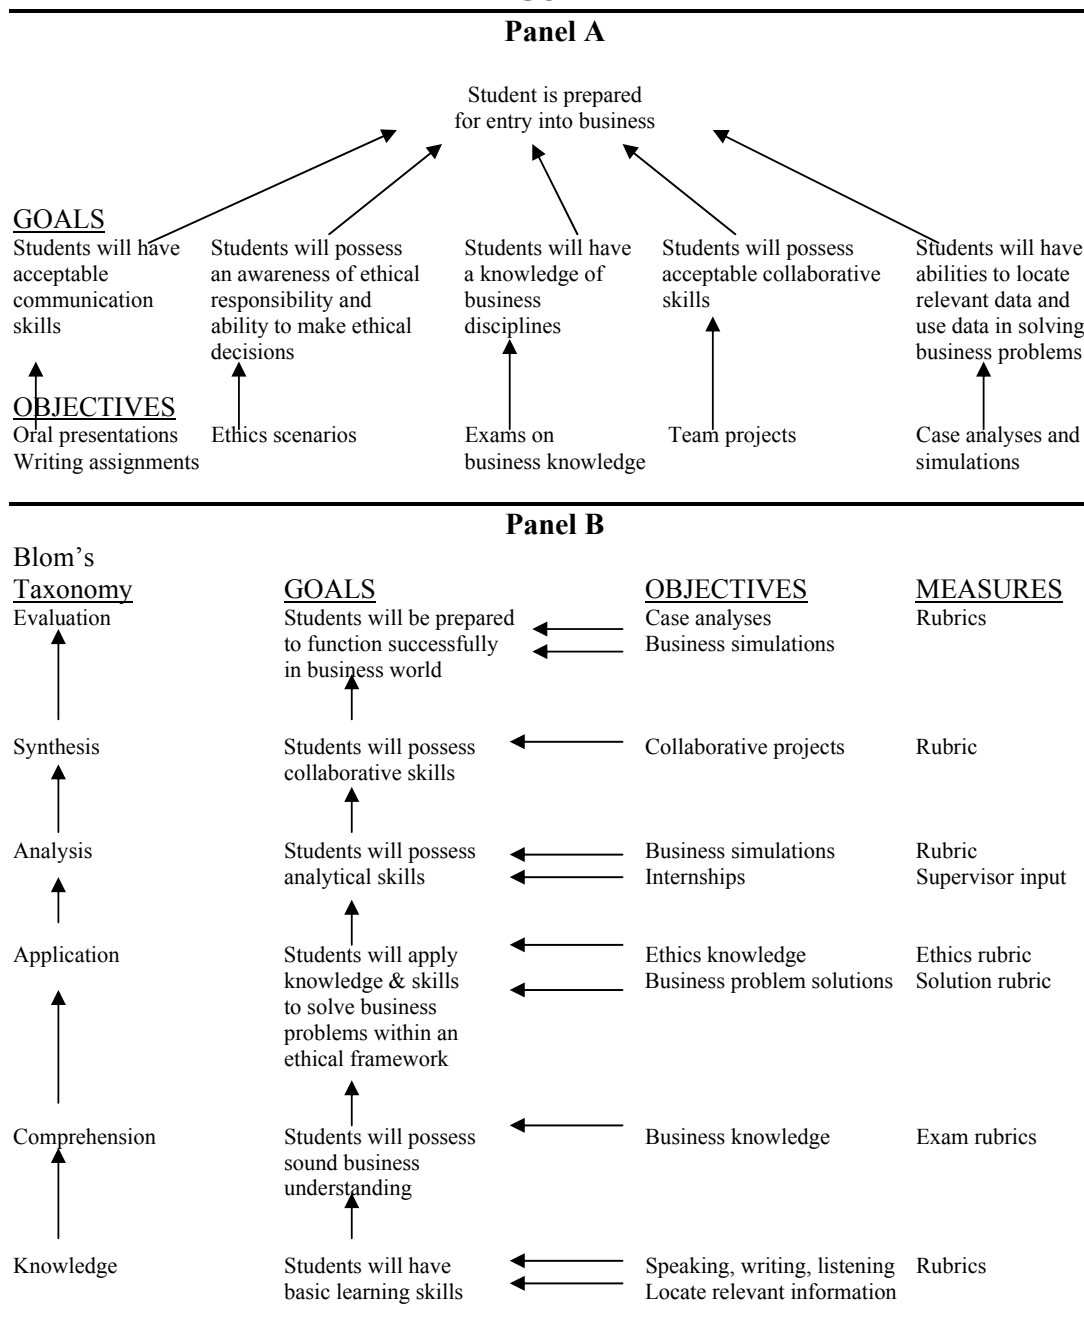 Panel A
Student is prepared
for entry into business
GOALS
Students will have
acceptable
communication
skills
Students will possess
an awareness of ethical
responsibility and
ability to make ethical
decisions
Students will have
a knowledge of
business
disciplines
Students will possess
acceptable collaborative
skills
Students will have
abilities to locate
relevant data and
use data in solving
business problems
OBJECTIVES
Oral presentations
Writing assignments
Ethics scenarios
Exams on
business knowledge
Team projects
Case analyses and
simulations
Panel B
Blom's
Taxonomy
GOALS
OBJECTIVES
MEASURES
Evaluation
Students will be prepared
to function successfully
in business world
Case analyses
Business simulations
Rubrics
Synthesis
Students will possess
collaborative skills
Collaborative projects
Rubric
Analysis
Students will possess
analytical skills
Business simulations
Internships
Rubric
Supervisor input
Application
Students will apply
knowledge & skills
to solve business
problems within an
ethical framework
Ethics knowledge
Business problem solutions
Ethics rubric
Solution rubric
Comprehension
Students will possess
sound business
understanding
Business knowledge
Exam rubrics
Knowledge
Students will have
basic learning skills
Speaking, writing, listening
Locate relevant information
Rubrics